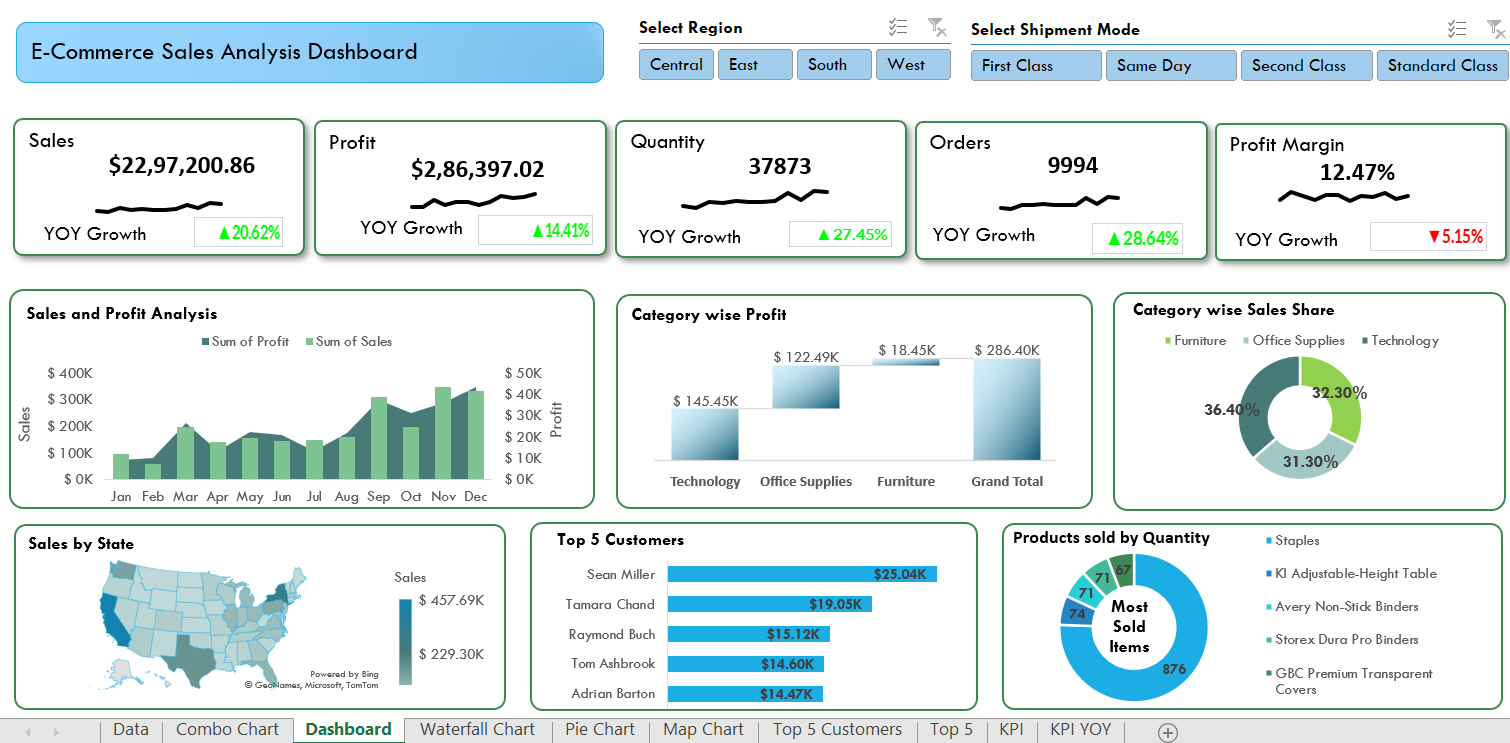 E-Commerce Sales Analysis Dashboard
Select Region
Central East South West
Select Shipment Mode
First Class Same Day Second Class Standard Class
Sales
$22,97,200.86
YOY Growth ▲20.62%
Profit
$2,86,397.02
YOY Growth ▲14.41%
Quantity
37873
YOY Growth ▲27.45%
Orders
9994
YOY Growth ▲28.64%
Profit Margin
12.47%
YOY Growth ▼5.15%
Sales and Profit Analysis
Sum of Profit Sum of Sales
Sales
$ 400K
$ 300K
$ 200K
$ 100K
$ 0K
$ 50K
$ 40K
$ 30K
$ 20K
$ 10K
$ 0K
Profit
Jan Feb Mar Apr May Jun Jul Aug Sep Oct Nov Dec
Category wise Profit
$ 145.45K
$ 122.49K
$ 18.45K
$ 286.40K
Technology Office Supplies Furniture Grand Total
Category wise Sales Share
Furniture Office Supplies Technology
32.30%
36.40%
31.30%
Sales by State
Sales
$ 457.69K
$ 229.30K
Powered by Bing
© GeoNames, Microsoft, TomTom
Top 5 Customers
Sean Miller $25.04K
Tamara Chand $19.05K
Raymond Buch $15.12K
Tom Ashbrook $14.60K
Adrian Barton $14.47K
Products sold by Quantity
67
71
71
74
876
Most
Sold
Items
Staples
KI Adjustable-Height Table
Avery Non-Stick Binders
Storex Dura Pro Binders
GBC Premium Transparent
Covers
Data Combo Chart Dashboard Waterfall Chart Pie Chart Map Chart Top 5 Customers Top 5 KPI KPI YOY